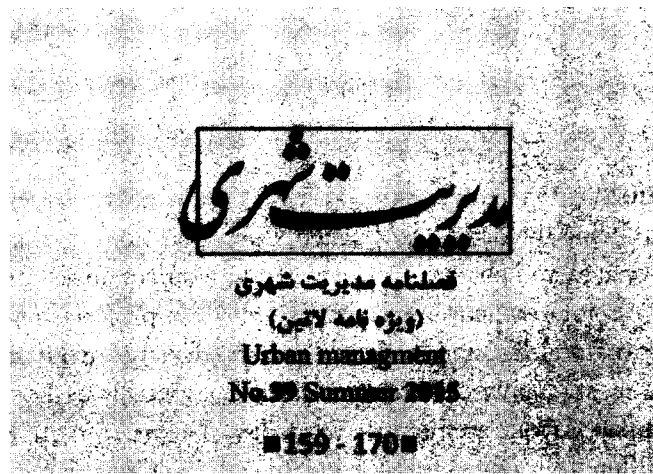 مدیریت شهری
فصلنامه مدیریت شهری
(ویژه نامه لاتین)
Urban managment
No.39 Summer 2015
■159 - 170■